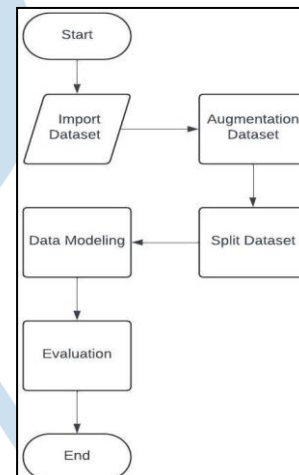 Start
Import
Dataset
Augmentation
Dataset
Split Dataset
Data Modeling
Evaluation
End